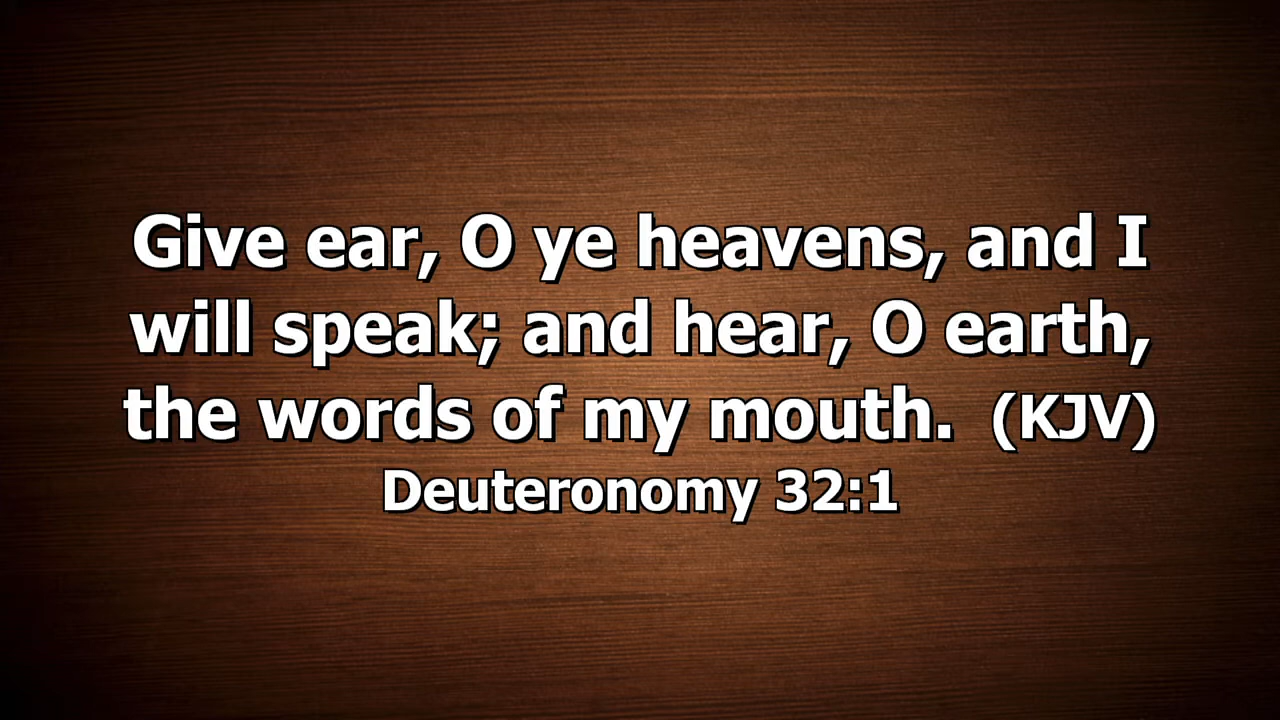 Give ear, O ye heavens, and I
will speak; and hear, O earth,
the words of my mouth.  (KJV)
Deuteronomy 32:1